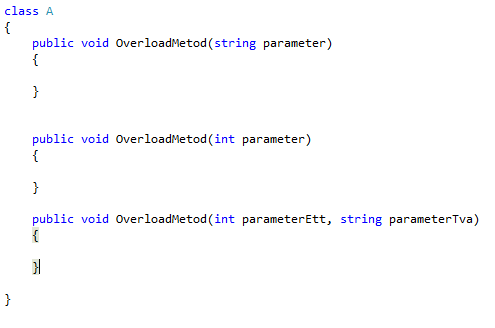 class A
{
public void OverloadMetod(string parameter)
{
}
public void OverloadMetod(int parameter)
{
}
public void OverloadMetod(int parameterEtt, string parameterTva)
{
}
}